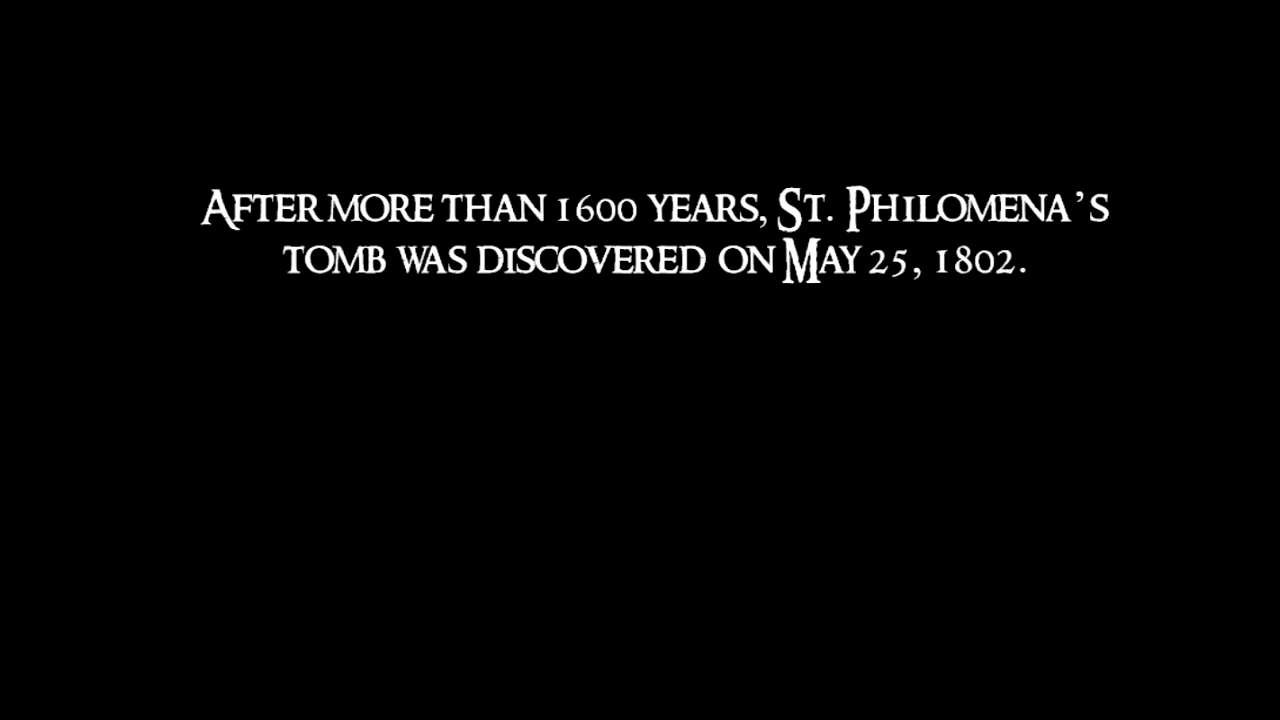 After more than 1600 years, St. Philomena's
tomb was discovered on May 25, 1802.